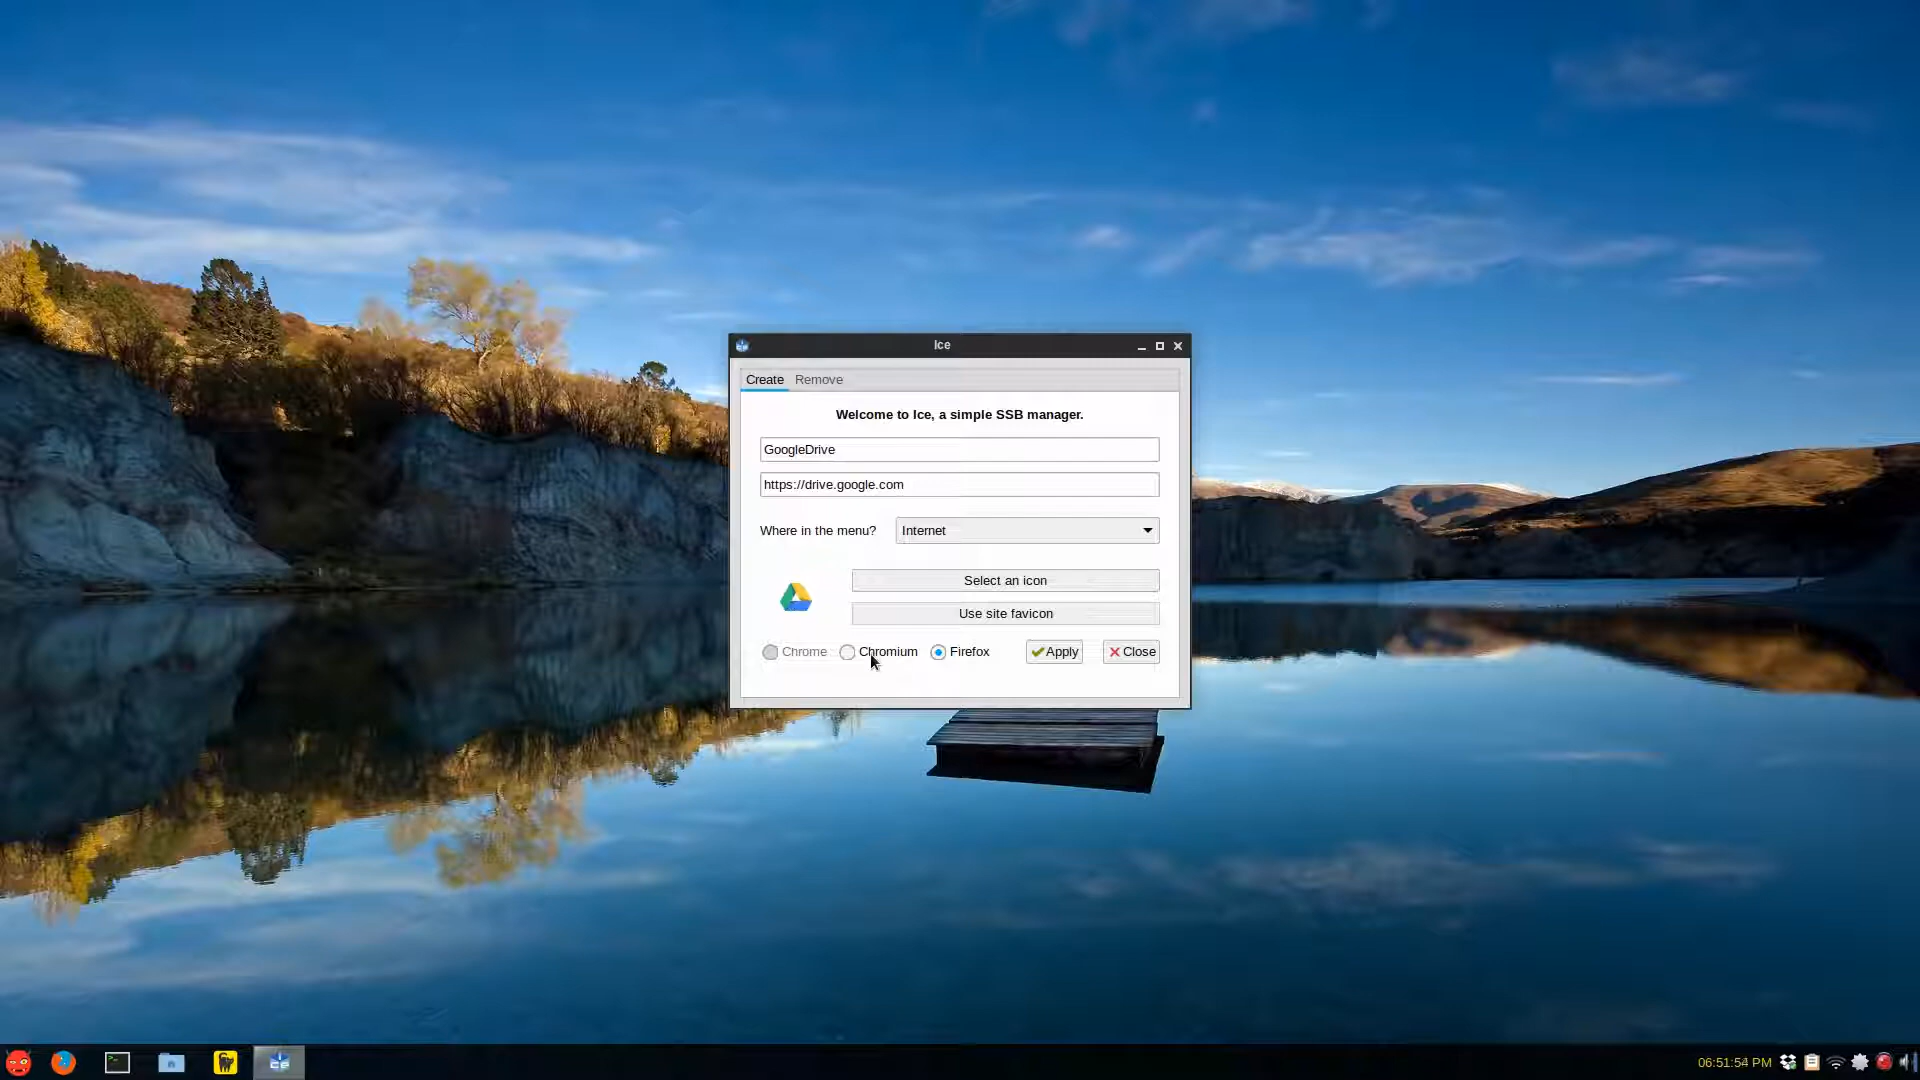 Ice
Create Remove
Welcome to Ice, a simple SSB manager.
GoogleDrive
https://drive.google.com
Where in the menu? Internet
Select an icon
Use site favicon
Chrome Chromium Firefox Apply Close
06:51:54 PM